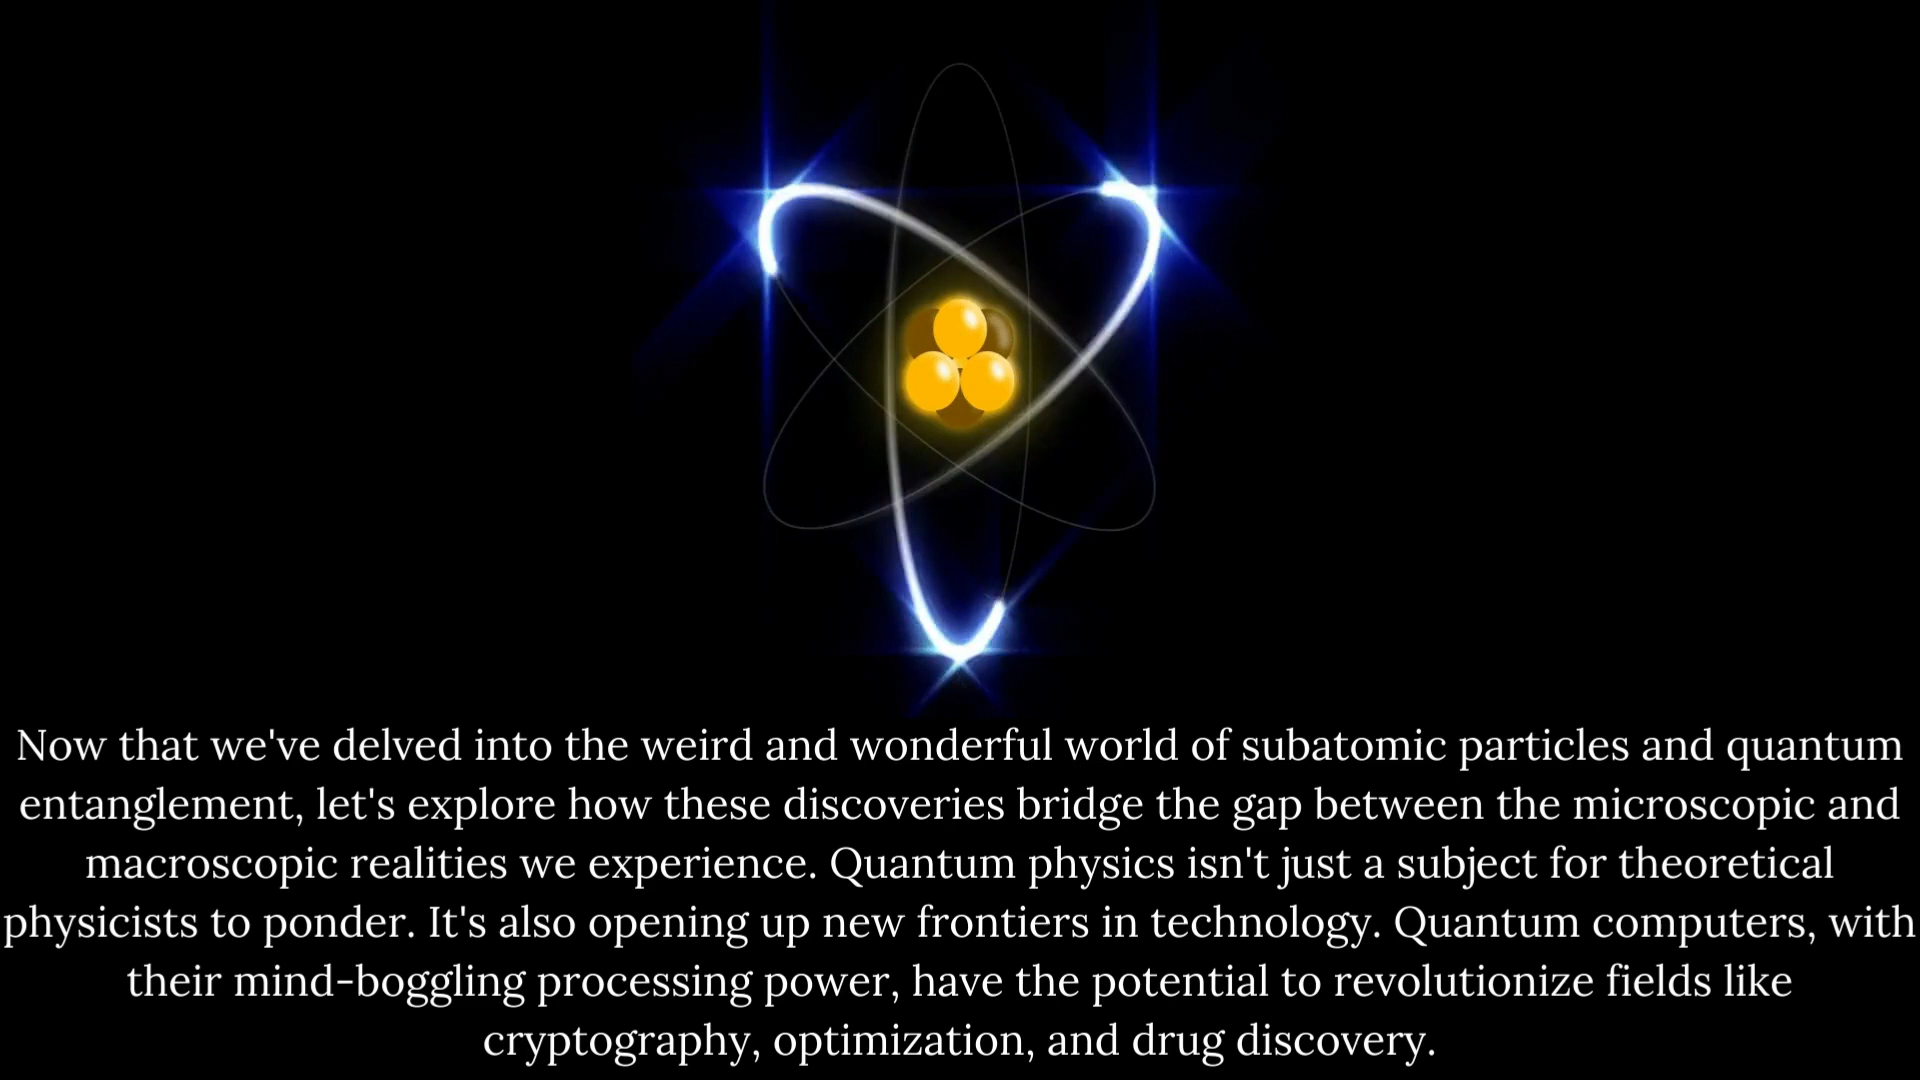 Now that we've delved into the weird and wonderful world of subatomic particles and quantum
entanglement, let's explore how these discoveries bridge the gap between the microscopic and
macroscopic realities we experience. Quantum physics isn't just a subject for theoretical
physicists to ponder. It's also opening up new frontiers in technology. Quantum computers, with
their mind-boggling processing power, have the potential to revolutionize fields like
cryptography, optimization, and drug discovery.